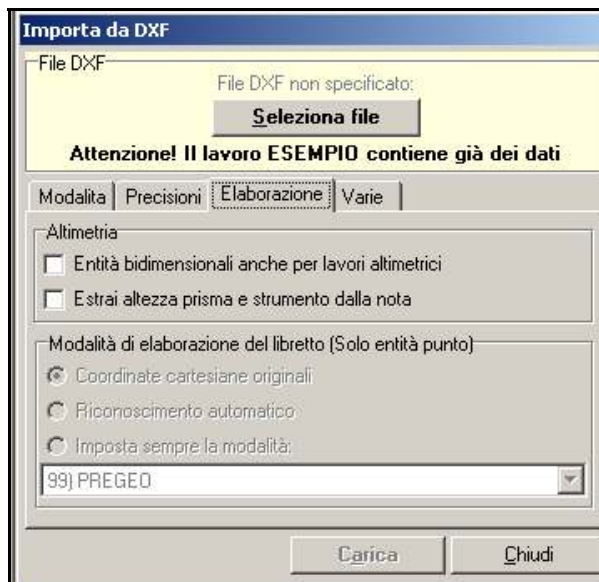 Importa da DXF
File DXF
File DXF non specificato:
Seleziona file
Attenzione! Il lavoro ESEMPIO contiene già dei dati
Modalita Precisioni Elaborazione Varie
Altimetria
Entità bidimensionali anche per lavori altimetrici
Estrai altezza prisma e strumento dalla nota
Modalità di elaborazione del libretto (Solo entità punto)
Coordinate cartesiane originali
Riconoscimento automatico
Imposta sempre la modalità:
99) PREGEO
Carica Chiudi